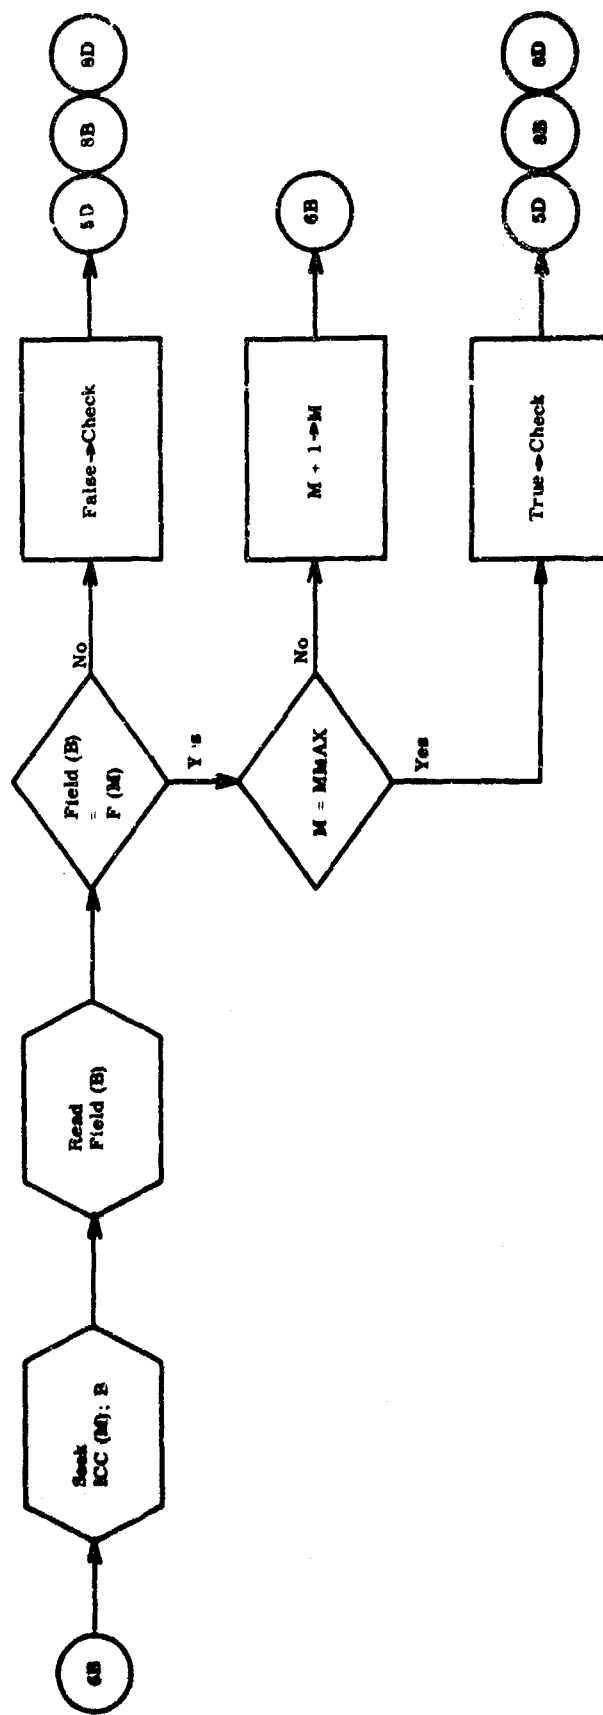 6B
Seek
ICC (M): B
Read
Field (B)
Field (B)
=
F (M)
No
False→Check
5D
8B
8D
Y s
M = MMAX
No
M + 1→M
6B
Yes
True→Check
5D
8B
8D